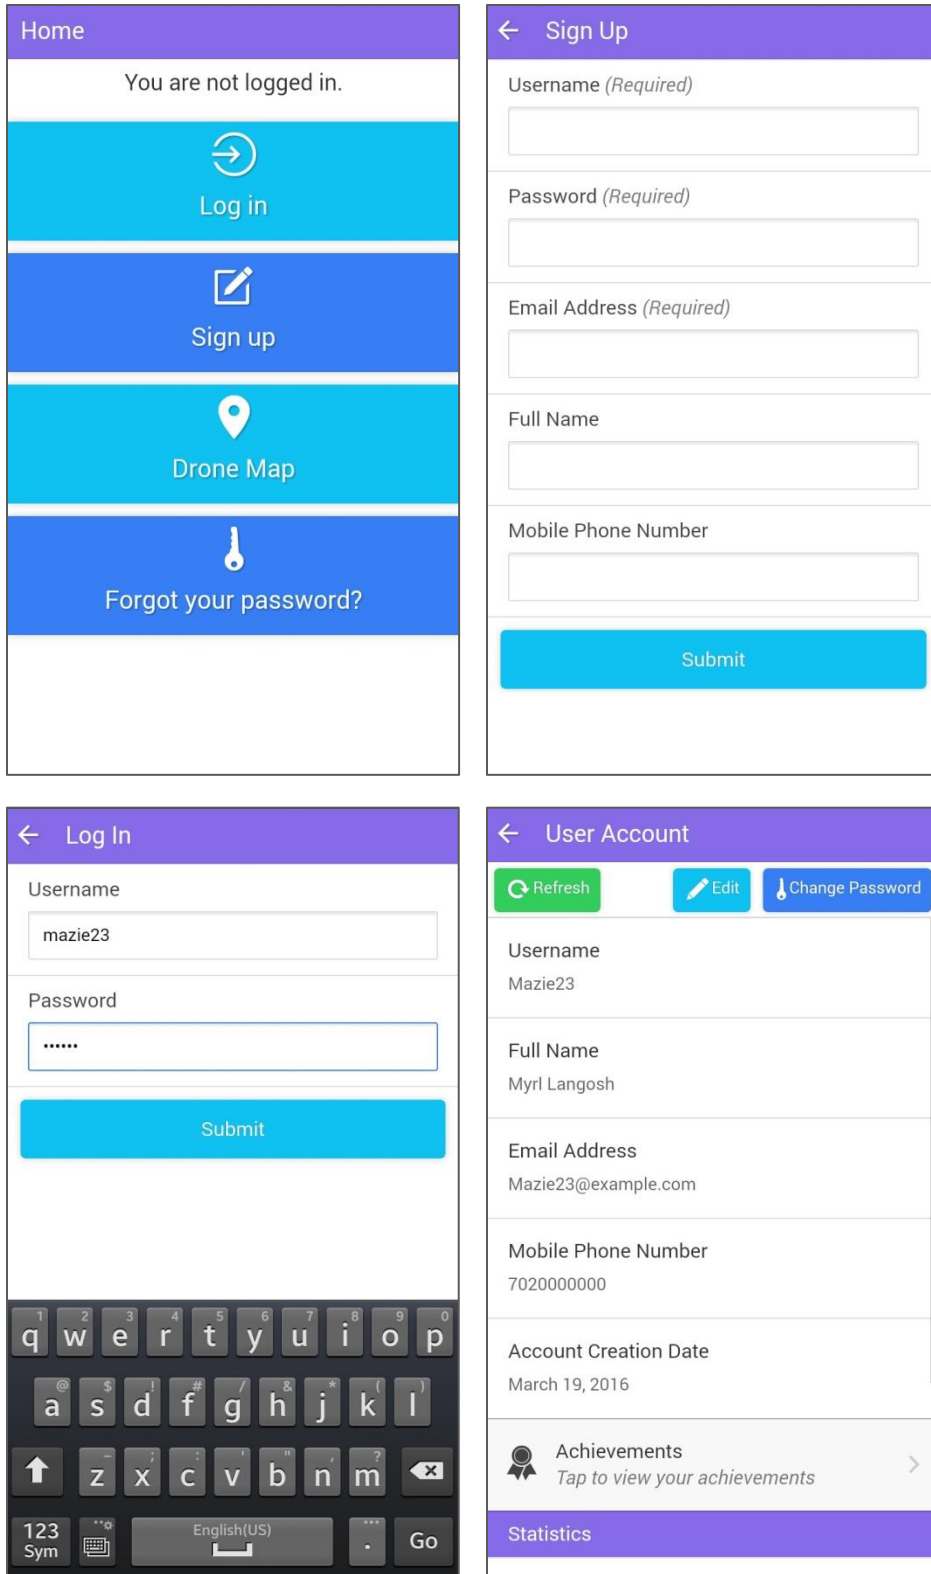 Home
You are not logged in.
Log in
Sign up
Drone Map
Forgot your password?
Sign Up
Username (Required)
Password (Required)
Email Address (Required)
Full Name
Mobile Phone Number
Submit
Log In
Username
mazie23
Password
••••••
Submit
1 2 3 4 5 6 7 8 9 0
q w e r t y u i o p
@ $ ! # / & * ( )
a s d f g h j k l
- ; : ' " ?
z x c v b n m
123 Sym English(US) . Go
User Account
Refresh Edit Change Password
Username
Mazie23
Full Name
Myrl Langosh
Email Address
Mazie23@example.com
Mobile Phone Number
7020000000
Account Creation Date
March 19, 2016
Achievements
Tap to view your achievements
Statistics